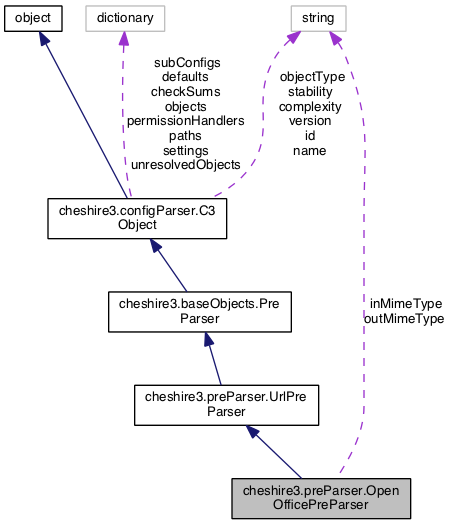 object
dictionary
string
subConfigs
defaults
checkSums
objects
permissionHandlers
paths
settings
unresolvedObjects
objectType
stability
complexity
version
id
name
cheshire3.configParser.C3
Object
cheshire3.baseObjects.Pre
Parser
inMimeType
outMimeType
cheshire3.preParser.UrlPre
Parser
cheshire3.preParser.Open
OfficePreParser